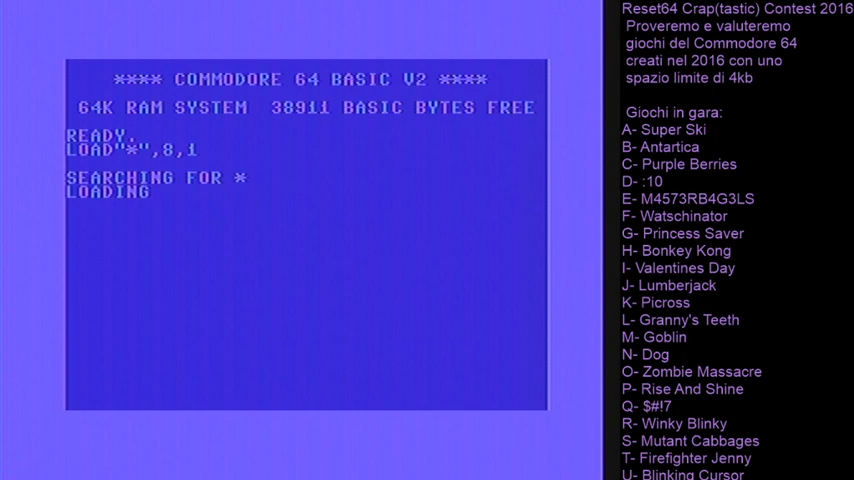 **** COMMODORE 64 BASIC V2 ****
64K RAM SYSTEM 38911 BASIC BYTES FREE
READY.
LOAD"*",8,1
SEARCHING FOR *
LOADING
Reset64 Crap(tastic) Contest 2016
Proveremo e valuteremo
giochi del Commodore 64
creati nel 2016 con uno
spazio limite di 4kb
Giochi in gara:
A- Super Ski
B- Antartica
C- Purple Berries
D- :10
E- M4573RB4G3LS
F- Watschinator
G- Princess Saver
H- Bonkey Kong
I- Valentines Day
J- Lumberjack
K- Picross
L- Granny's Teeth
M- Goblin
N- Dog
O- Zombie Massacre
P- Rise And Shine
Q- $#!7
R- Winky Blinky
S- Mutant Cabbages
T- Firefighter Jenny
U- Blinking Cursor